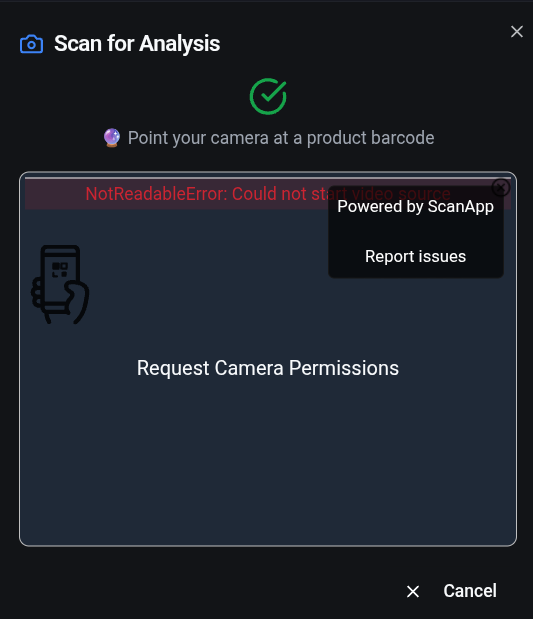 Scan for Analysis
🔮 Point your camera at a product barcode
NotReadableError: Could not start video source
Powered by ScanApp
Report issues
Request Camera Permissions
Cancel